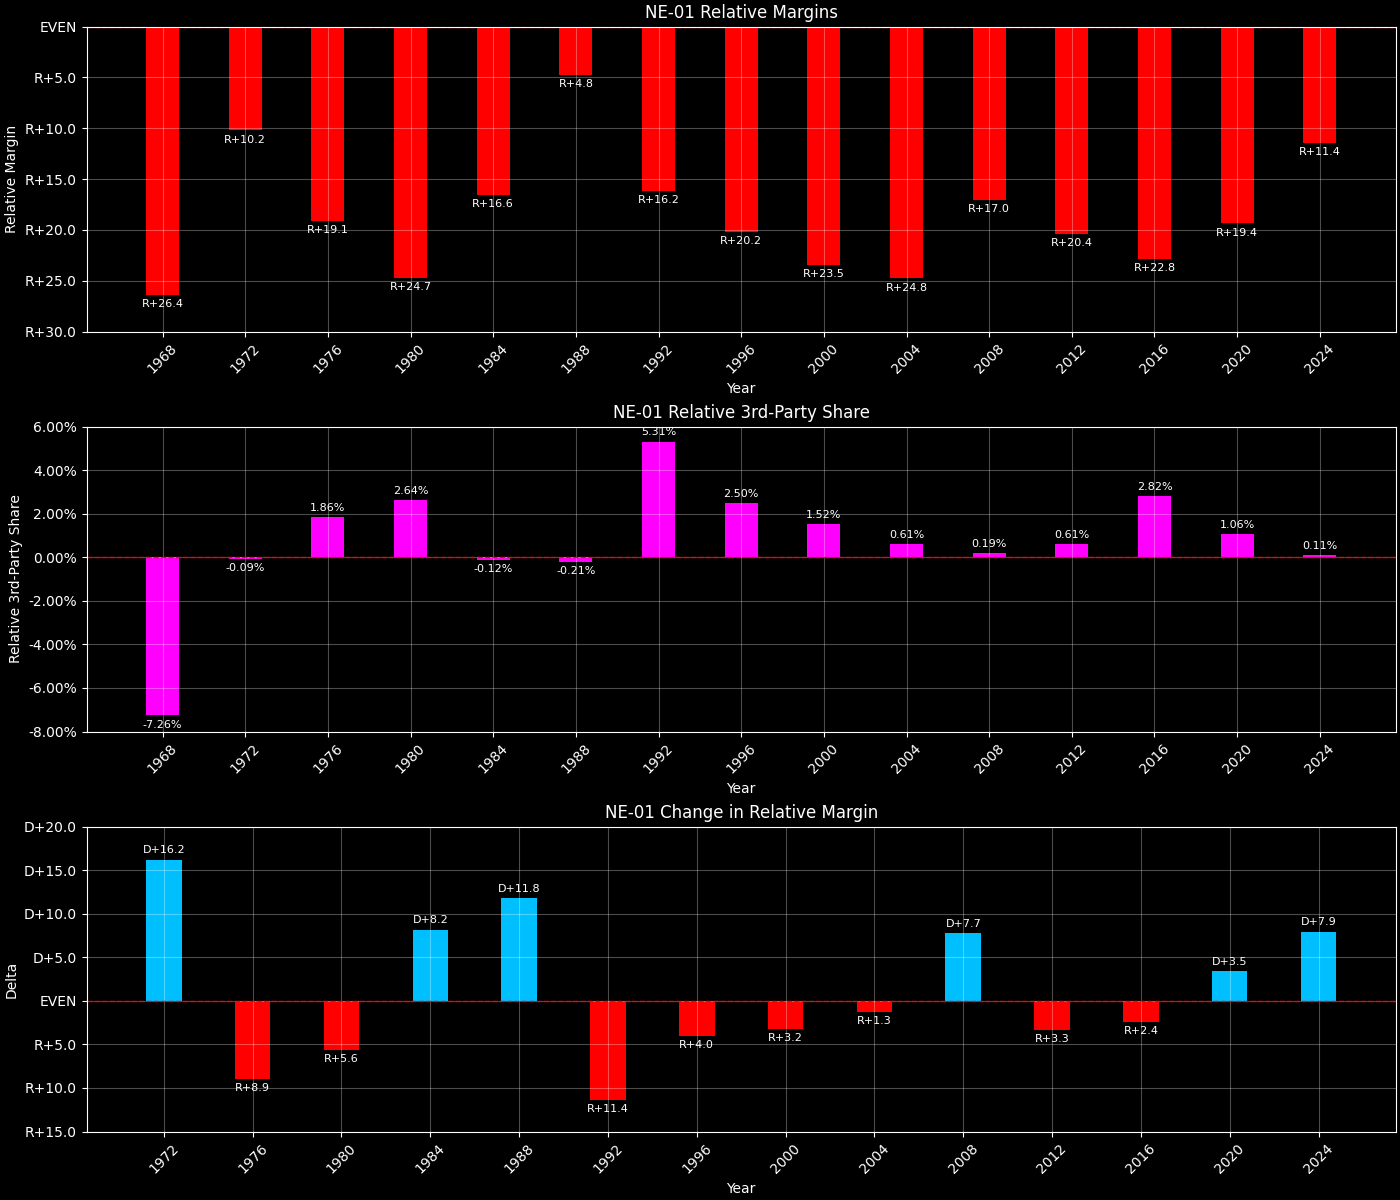 NE-01 Relative Margins
Relative Margin
EVEN
R+5.0
R+10.0
R+15.0
R+20.0
R+25.0
R+30.0
R+26.4
R+10.2
R+19.1
R+24.7
R+16.6
R+4.8
R+16.2
R+20.2
R+23.5
R+24.8
R+17.0
R+20.4
R+22.8
R+19.4
R+11.4
1968
1972
1976
1980
1984
1988
1992
1996
2000
2004
2008
2012
2016
2020
2024
Year
NE-01 Relative 3rd-Party Share
Relative 3rd-Party Share
6.00%
4.00%
2.00%
0.00%
-2.00%
-4.00%
-6.00%
-8.00%
-7.26%
-0.09%
1.86%
2.64%
-0.12%
-0.21%
5.31%
2.50%
1.52%
0.61%
0.19%
0.61%
2.82%
1.06%
0.11%
1968
1972
1976
1980
1984
1988
1992
1996
2000
2004
2008
2012
2016
2020
2024
Year
NE-01 Change in Relative Margin
Delta
D+20.0
D+15.0
D+10.0
D+5.0
EVEN
R+5.0
R+10.0
R+15.0
D+16.2
R+8.9
R+5.6
D+8.2
D+11.8
R+11.4
R+4.0
R+3.2
R+1.3
D+7.7
R+3.3
R+2.4
D+3.5
D+7.9
1972
1976
1980
1984
1988
1992
1996
2000
2004
2008
2012
2016
2020
2024
Year